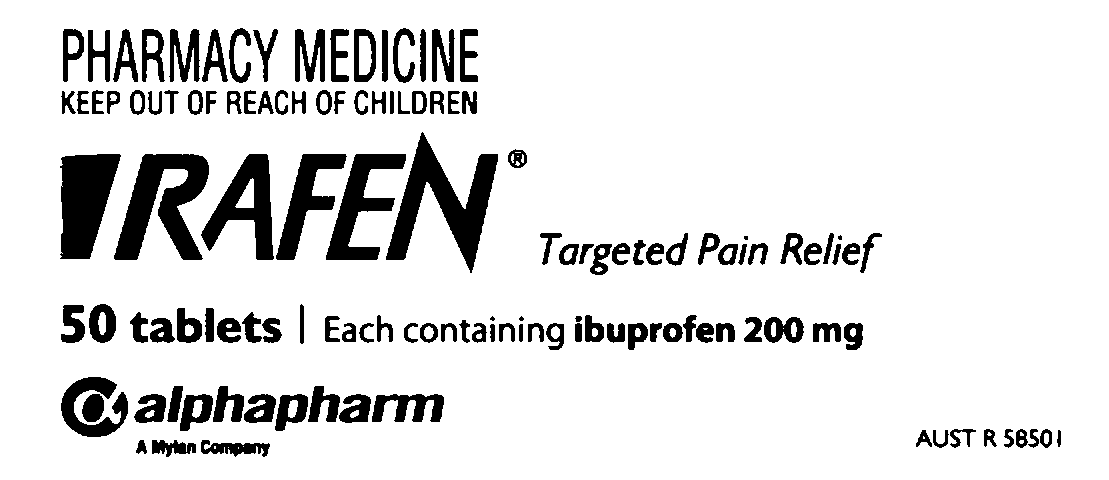 PHARMACY MEDICINE
KEEP OUT OF REACH OF CHILDREN
RAFEN®
Targeted Pain Relief
50 tablets | Each containing ibuprofen 200 mg
alphapharm
A Mylan Company
AUST R 58501